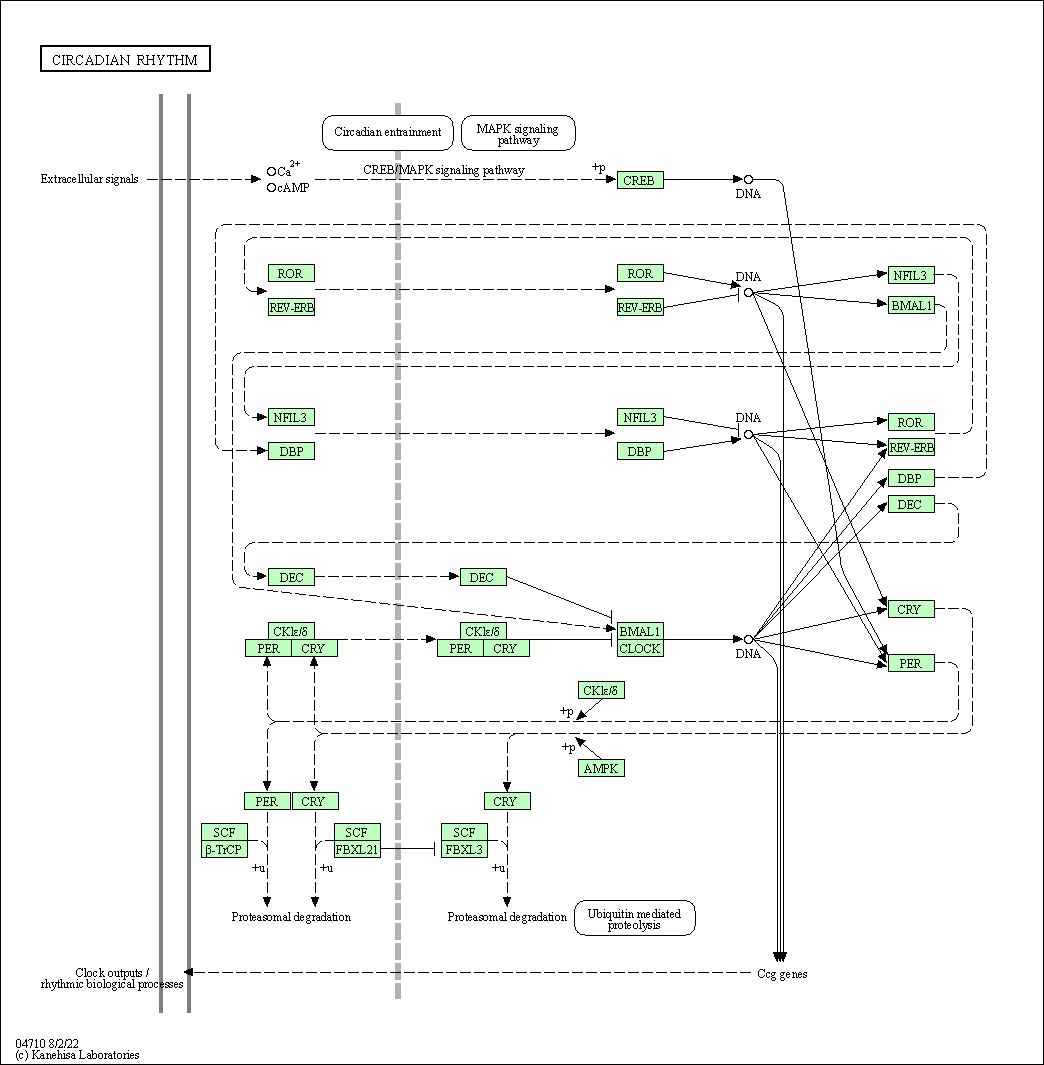 CIRCADIAN RHYTHM
Circadian entrainment
MAPK signaling
pathway
Extracellular signals
Ca2+
cAMP
CREB/MAPK signaling pathway
+p
CREB
DNA
ROR
REV-ERB
ROR
REV-ERB
DNA
NFIL3
BMAL1
NFIL3
DBP
NFIL3
DBP
DNA
ROR
REV-ERB
DBP
DEC
DEC
DEC
CKIε/δ
PER
CRY
CKIε/δ
PER
CRY
BMAL1
CLOCK
DNA
CRY
PER
CKIε/δ
+p
+p
AMPK
PER
CRY
CRY
SCF
β-TrCP
+u
SCF
FBXL21
+u
SCF
FBXL3
+u
Proteasomal degradation
Proteasomal degradation
Ubiquitin mediated
proteolysis
Clock outputs /
rhythmic biological processes
Ccg genes
04710 8/2/22
(c) Kanehisa Laboratories